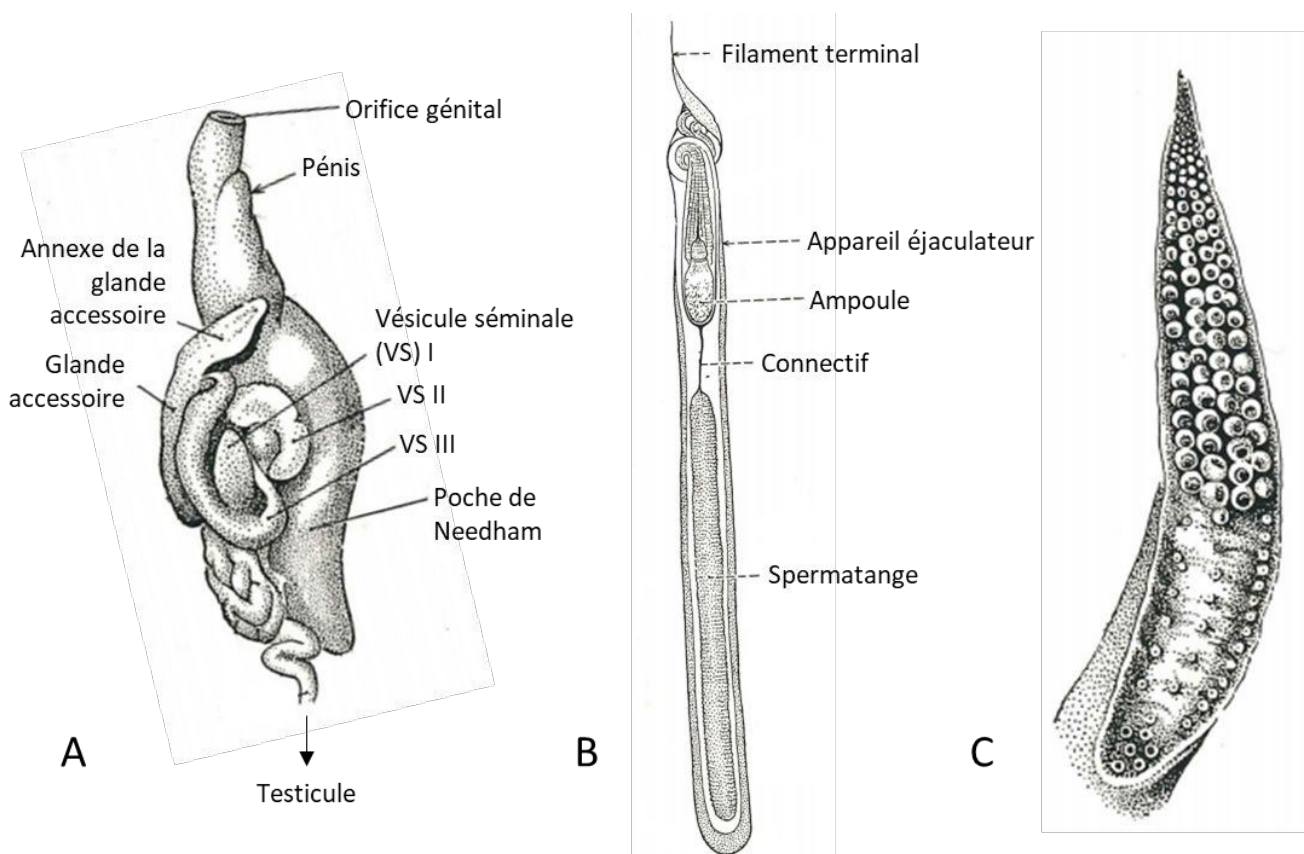 Orifice génital
Pénis
Annexe de la
glande
accessoire
Glande
accessoire
Vésicule séminale
(VS) I
VS II
VS III
Poche de
Needham
A
Testicule
Filament terminal
Appareil éjaculateur
Ampoule
Connectif
Spermatange
B
C